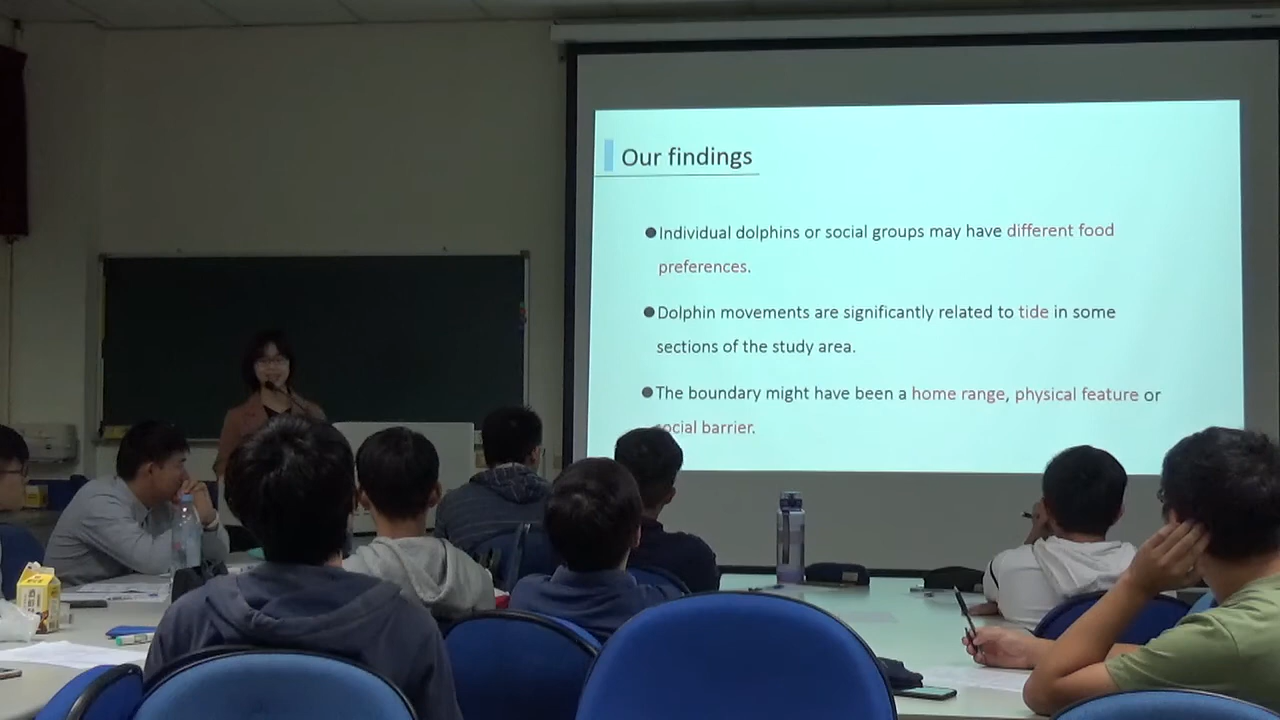 Our findings
●Individual dolphins or social groups may have different food
preferences.
●Dolphin movements are significantly related to tide in some
sections of the study area.
●The boundary might have been a home range, physical feature or
social barrier.